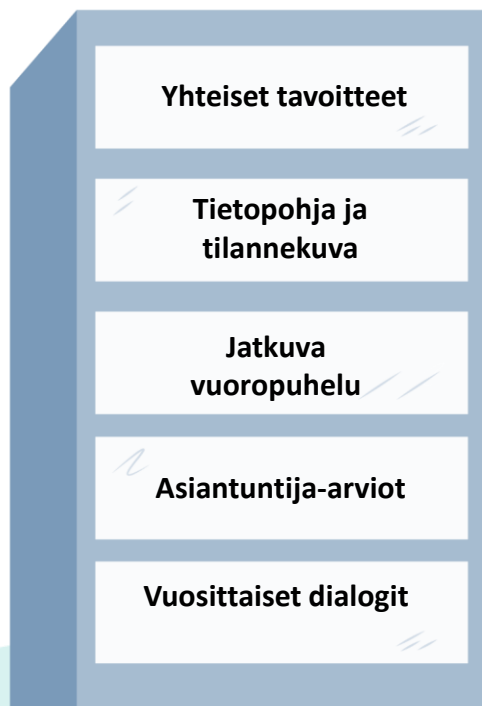 Yhteiset tavoitteet
Tietopohja ja
tilannekuva
Jatkuva
vuoropuhelu
Asiantuntija-arviot
Vuosittaiset dialogit